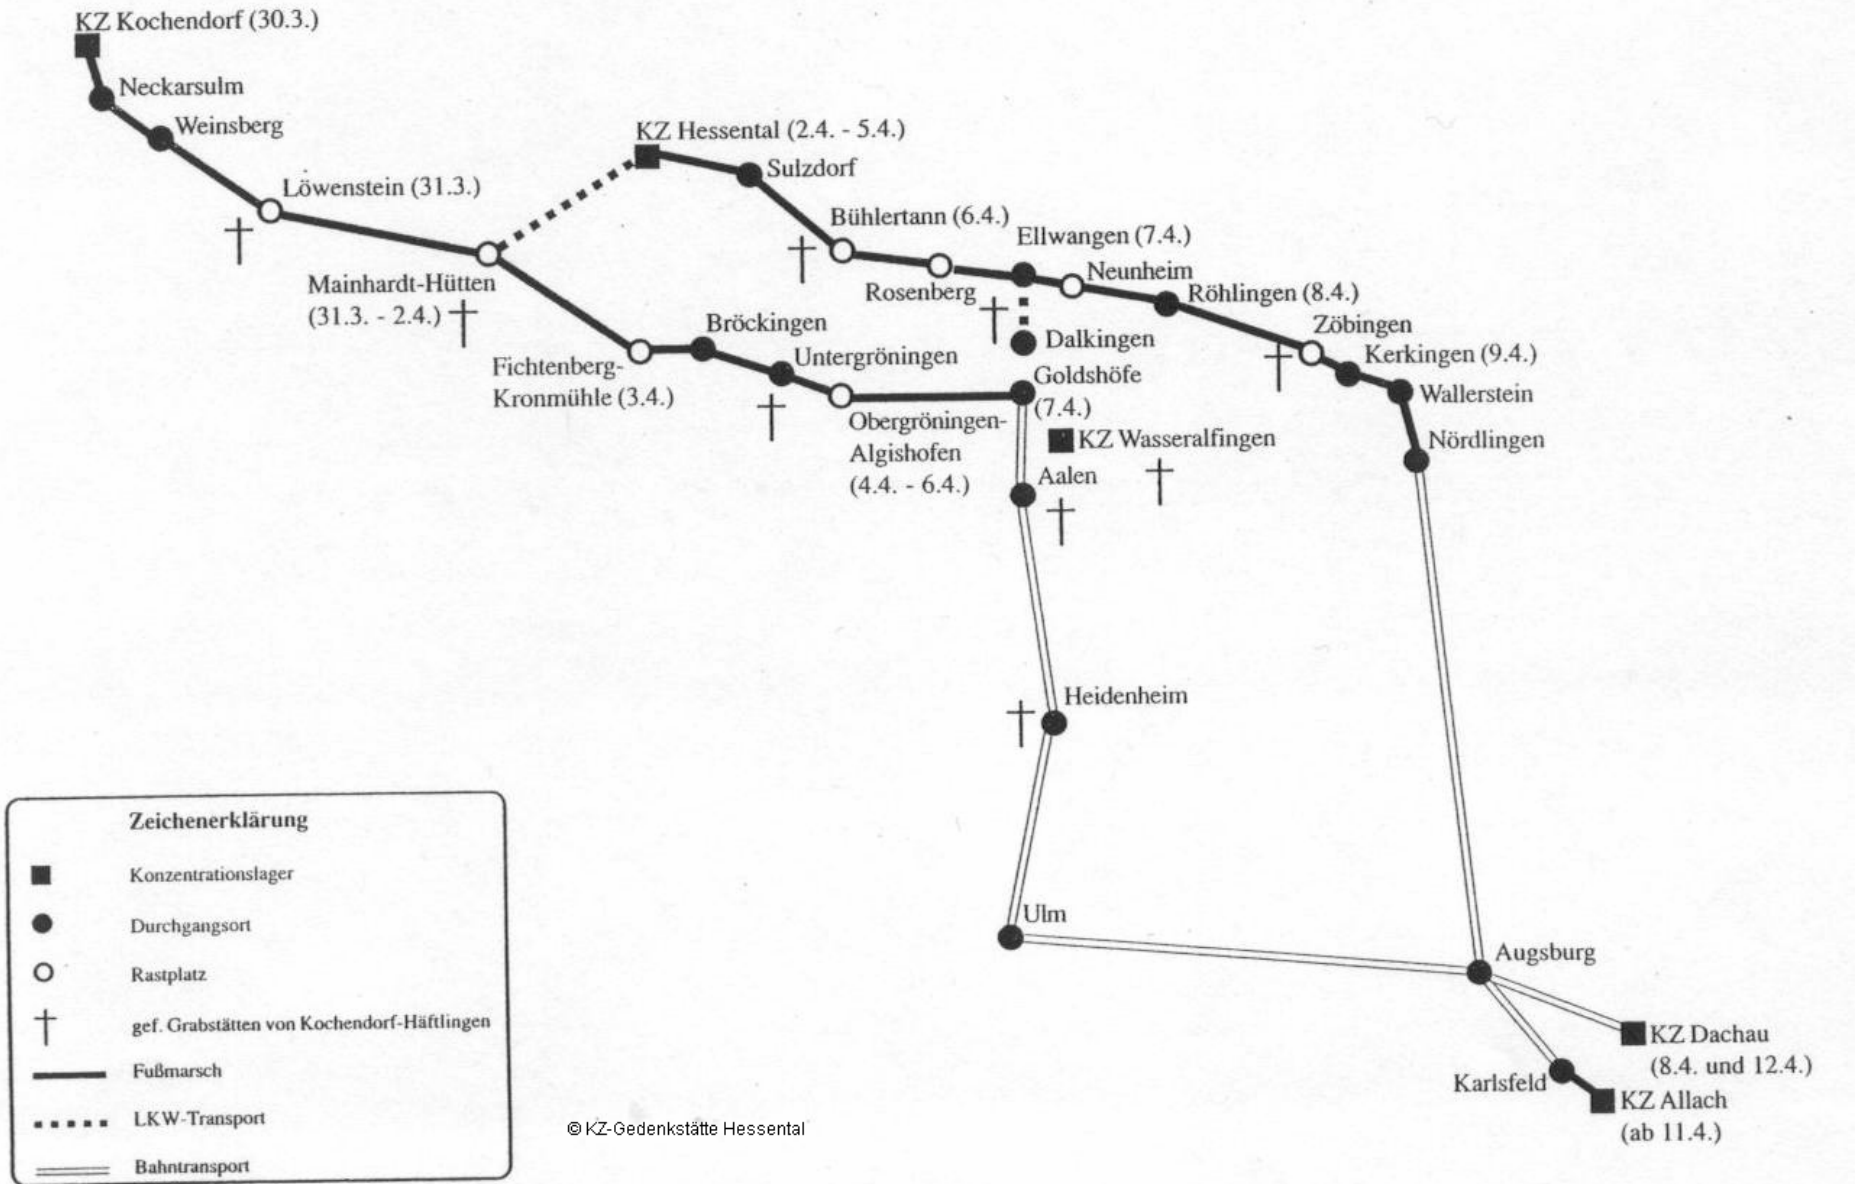 KZ Kochendorf (30.3.)
Neckarsulm
Weinsberg
Löwenstein (31.3.)
Mainhardt-Hütten
(31.3. - 2.4.)
KZ Hessental (2.4. - 5.4.)
Sulzdorf
Bühlertann (6.4.)
Ellwangen (7.4.)
Rosenberg
Neunheim
Röhlingen (8.4.)
Zöbingen
Kerkingen (9.4.)
Wallerstein
Nördlingen
Dalkingen
Goldshöfe
(7.4.)
Bröckingen
Untergröningen
Fichtenberg-
Kronmühle (3.4.)
Obergröningen-
Algishofen
(4.4. - 6.4.)
KZ Wasseralfingen
Aalen
Heidenheim
Ulm
Augsburg
KZ Dachau
(8.4. und 12.4.)
Karlsfeld
KZ Allach
(ab 11.4.)
Zeichenerklärung
Konzentrationslager
Durchgangsort
Rastplatz
gef. Grabstätten von Kochendorf-Häftlingen
Fußmarsch
LKW-Transport
Bahntransport
© KZ-Gedenkstätte Hessental